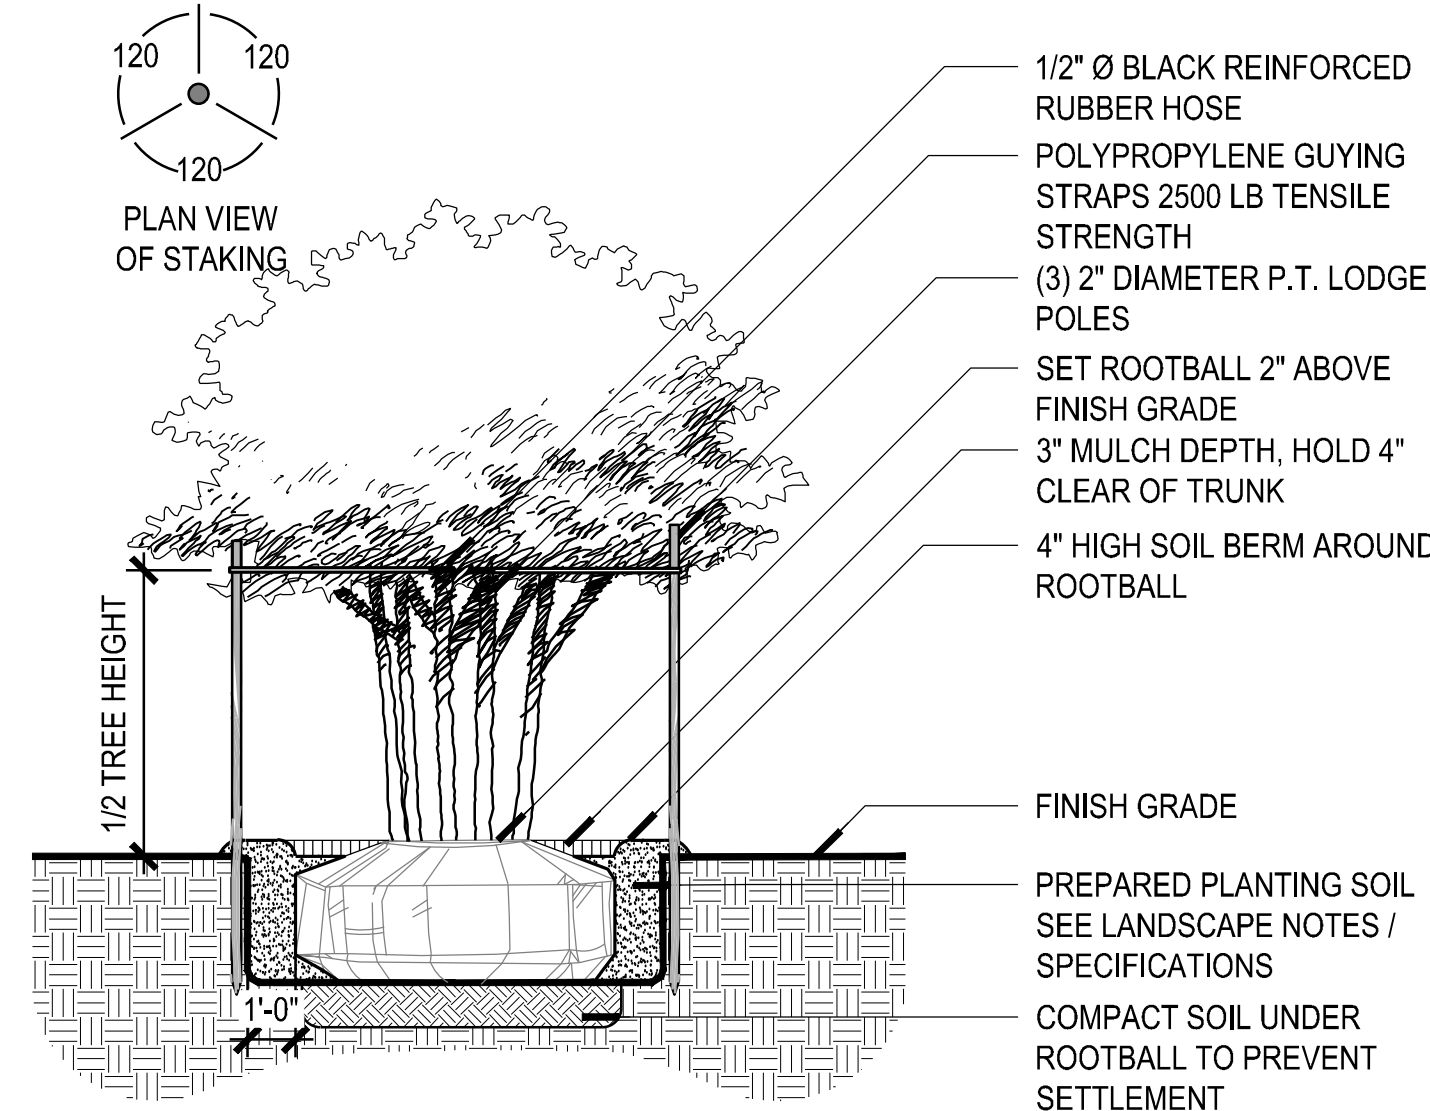 120
120
120
PLAN VIEW
OF STAKING
1/2" Ø BLACK REINFORCED
RUBBER HOSE
POLYPROPYLENE GUYING
STRAPS 2500 LB TENSILE
STRENGTH
(3) 2" DIAMETER P.T. LODGE
POLES
SET ROOTBALL 2" ABOVE
FINISH GRADE
3" MULCH DEPTH, HOLD 4"
CLEAR OF TRUNK
4" HIGH SOIL BERM AROUND
ROOTBALL
1/2 TREE HEIGHT
FINISH GRADE
PREPARED PLANTING SOIL
SEE LANDSCAPE NOTES /
SPECIFICATIONS
1'-0"
COMPACT SOIL UNDER
ROOTBALL TO PREVENT
SETTLEMENT